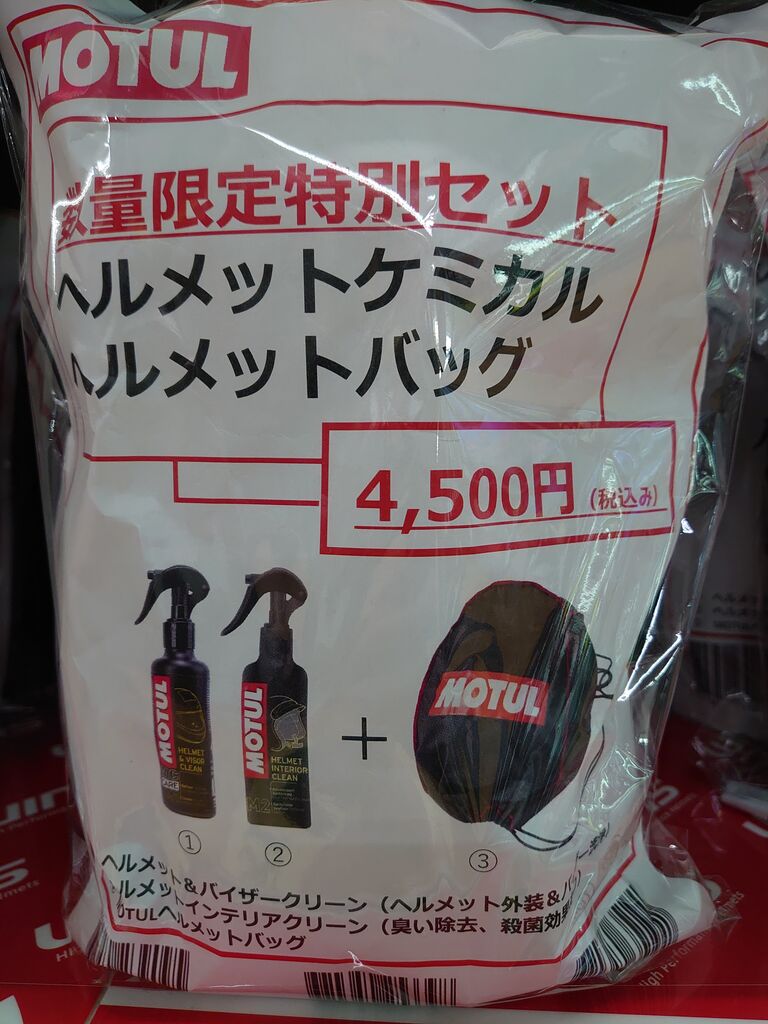 MOTUL
数量限定特別セット
ヘルメットケミカル
ヘルメットバッグ
4,500円 (税込み)
MOTUL
HELMET
& VISOR
CLEAN
CARE
MOTUL
HELMET
INTERIOR
CLEAN
M2
+
MOTUL
①
②
③
ヘルメット&バイザークリーン (ヘルメット外装&バ
ヘルメットインテリアクリーン (臭い除去、殺菌効果
MOTULヘルメットバッグ